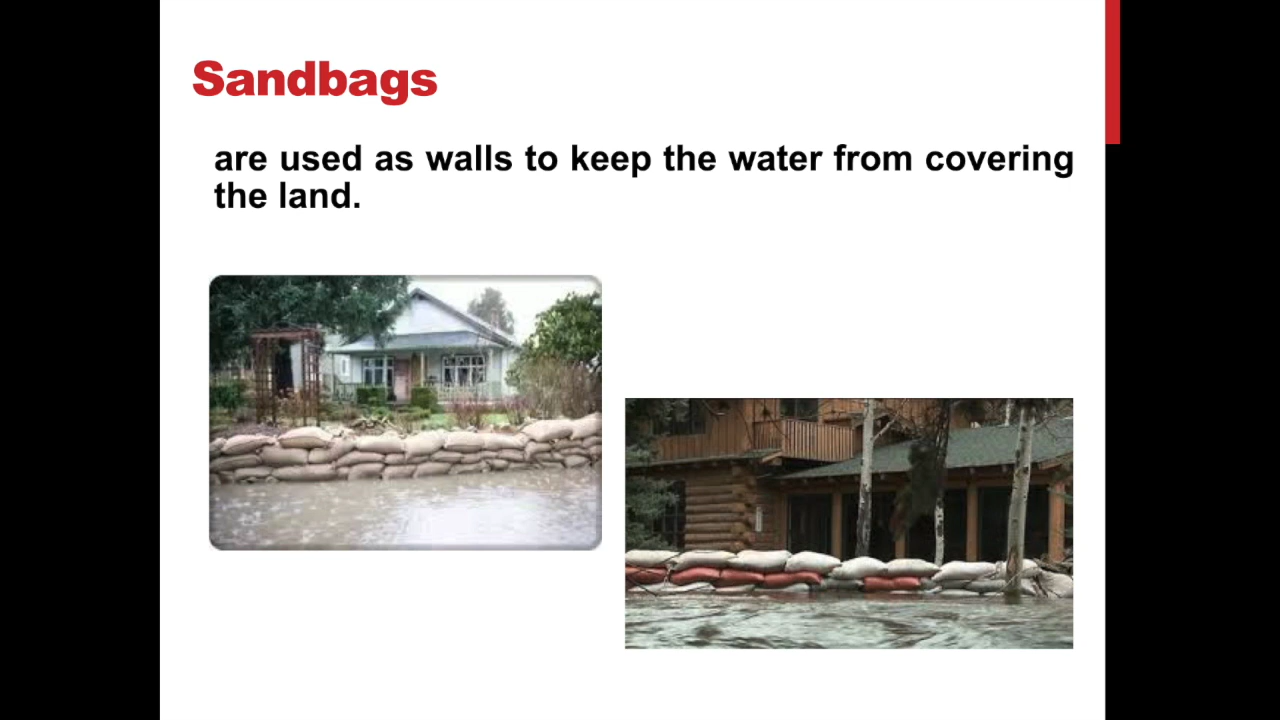 Sandbags
are used as walls to keep the water from covering
the land.